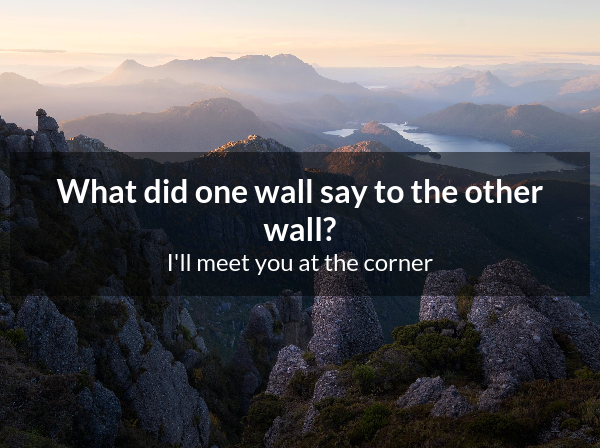 What did one wall say to the other
wall?
I'll meet you at the corner